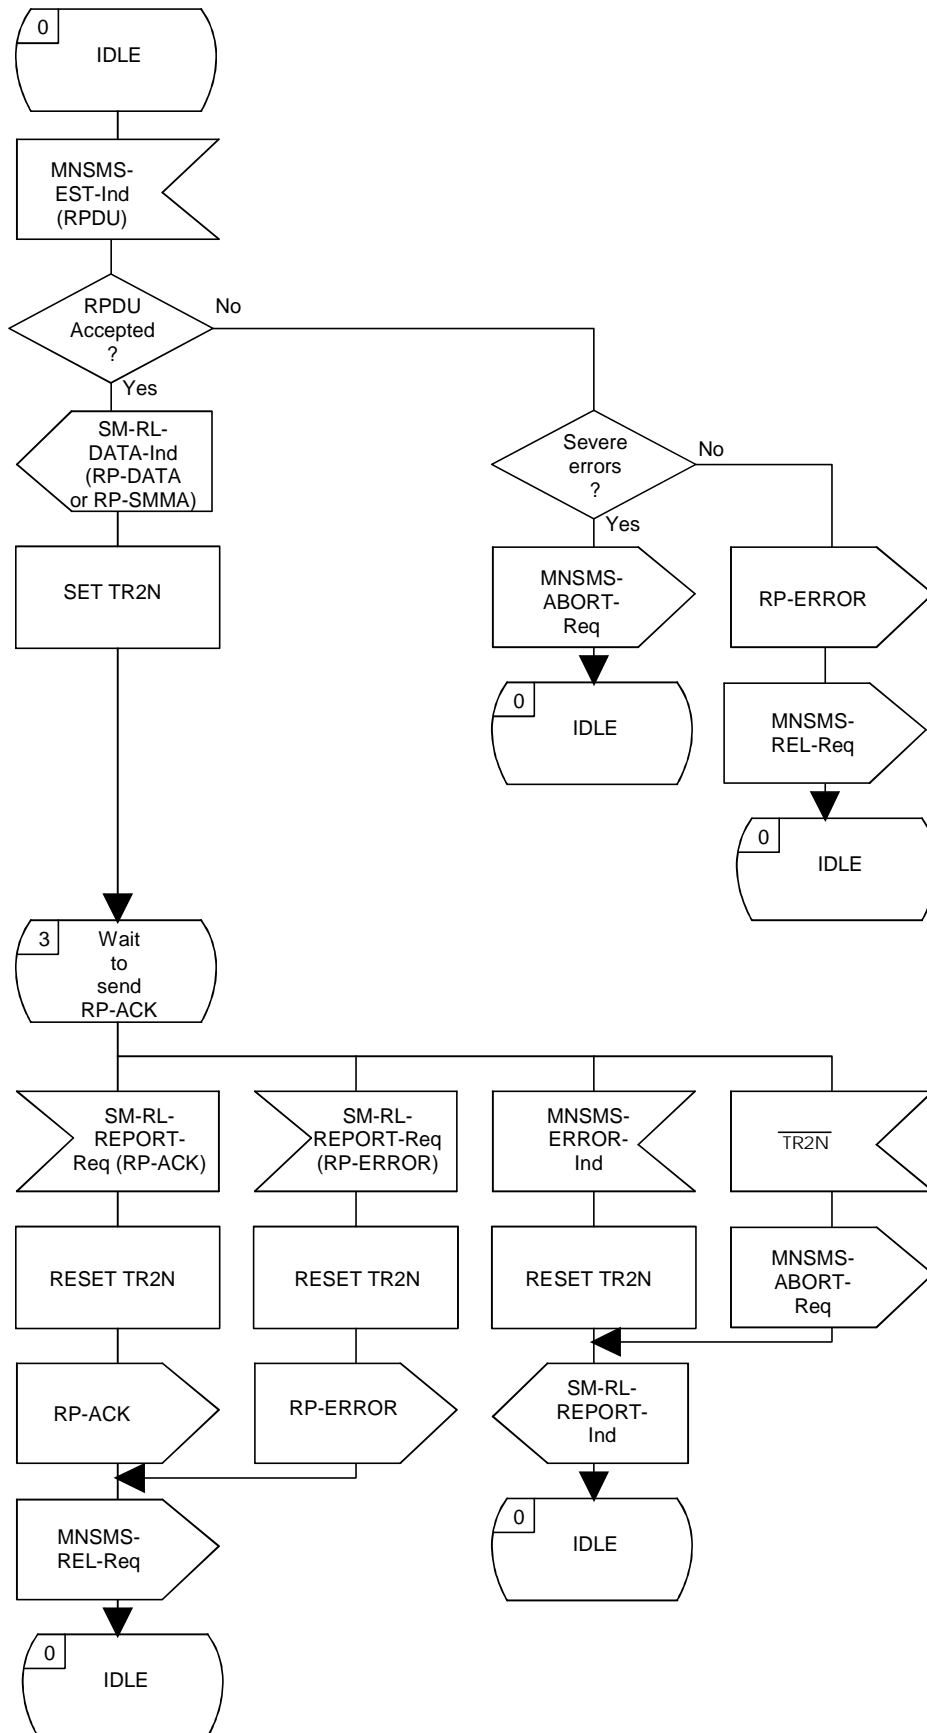 0
IDLE
MNSMS-
EST-Ind
(RPDU)
RPDU
Accepted
?
No
Yes
SM-RL-
DATA-Ind
(RP-DATA
or RP-SMMA)
Severe
errors
?
No
Yes
SET TR2N
MNSMS-
ABORT-
Req
RP-ERROR
0
IDLE
MNSMS-
REL-Req
0
IDLE
3
Wait
to
send
RP-ACK
SM-RL-
REPORT-
Req (RP-ACK)
SM-RL-
REPORT-Req
(RP-ERROR)
MNSMS-
ERROR-
Ind
TR2N
RESET TR2N
RESET TR2N
RESET TR2N
MNSMS-
ABORT-
Req
RP-ACK
RP-ERROR
SM-RL-
REPORT-
Ind
MNSMS-
REL-Req
0
IDLE
0
IDLE